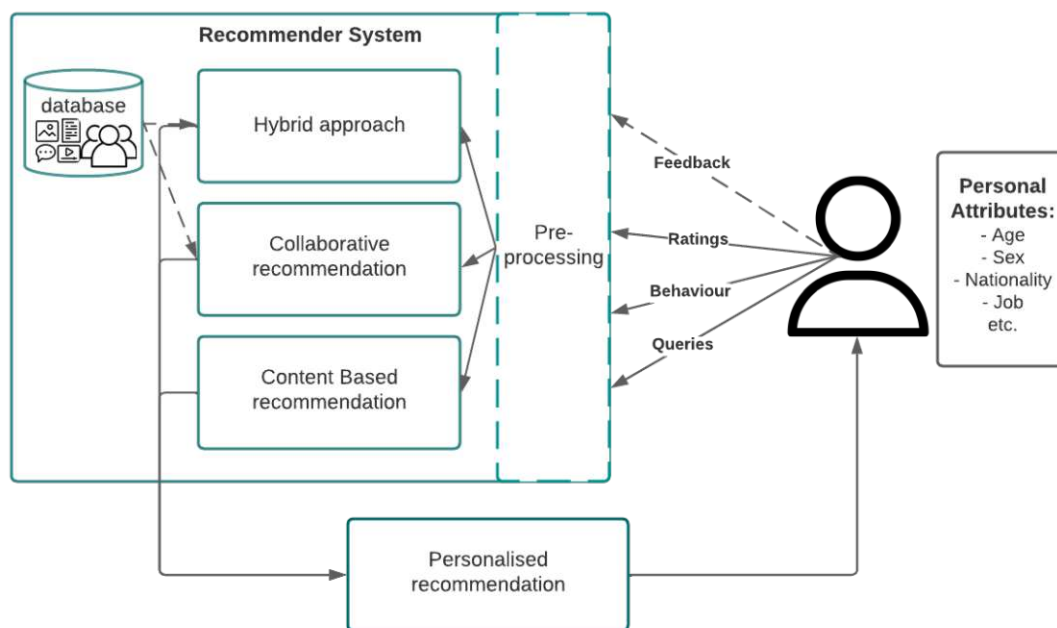 Recommender System
database
Hybrid approach
Collaborative
recommendation
Content Based
recommendation
Pre-
processing
Feedback
Ratings
Behaviour
Queries
Personal
Attributes:
- Age
- Sex
- Nationality
- Job
etc.
Personalised
recommendation